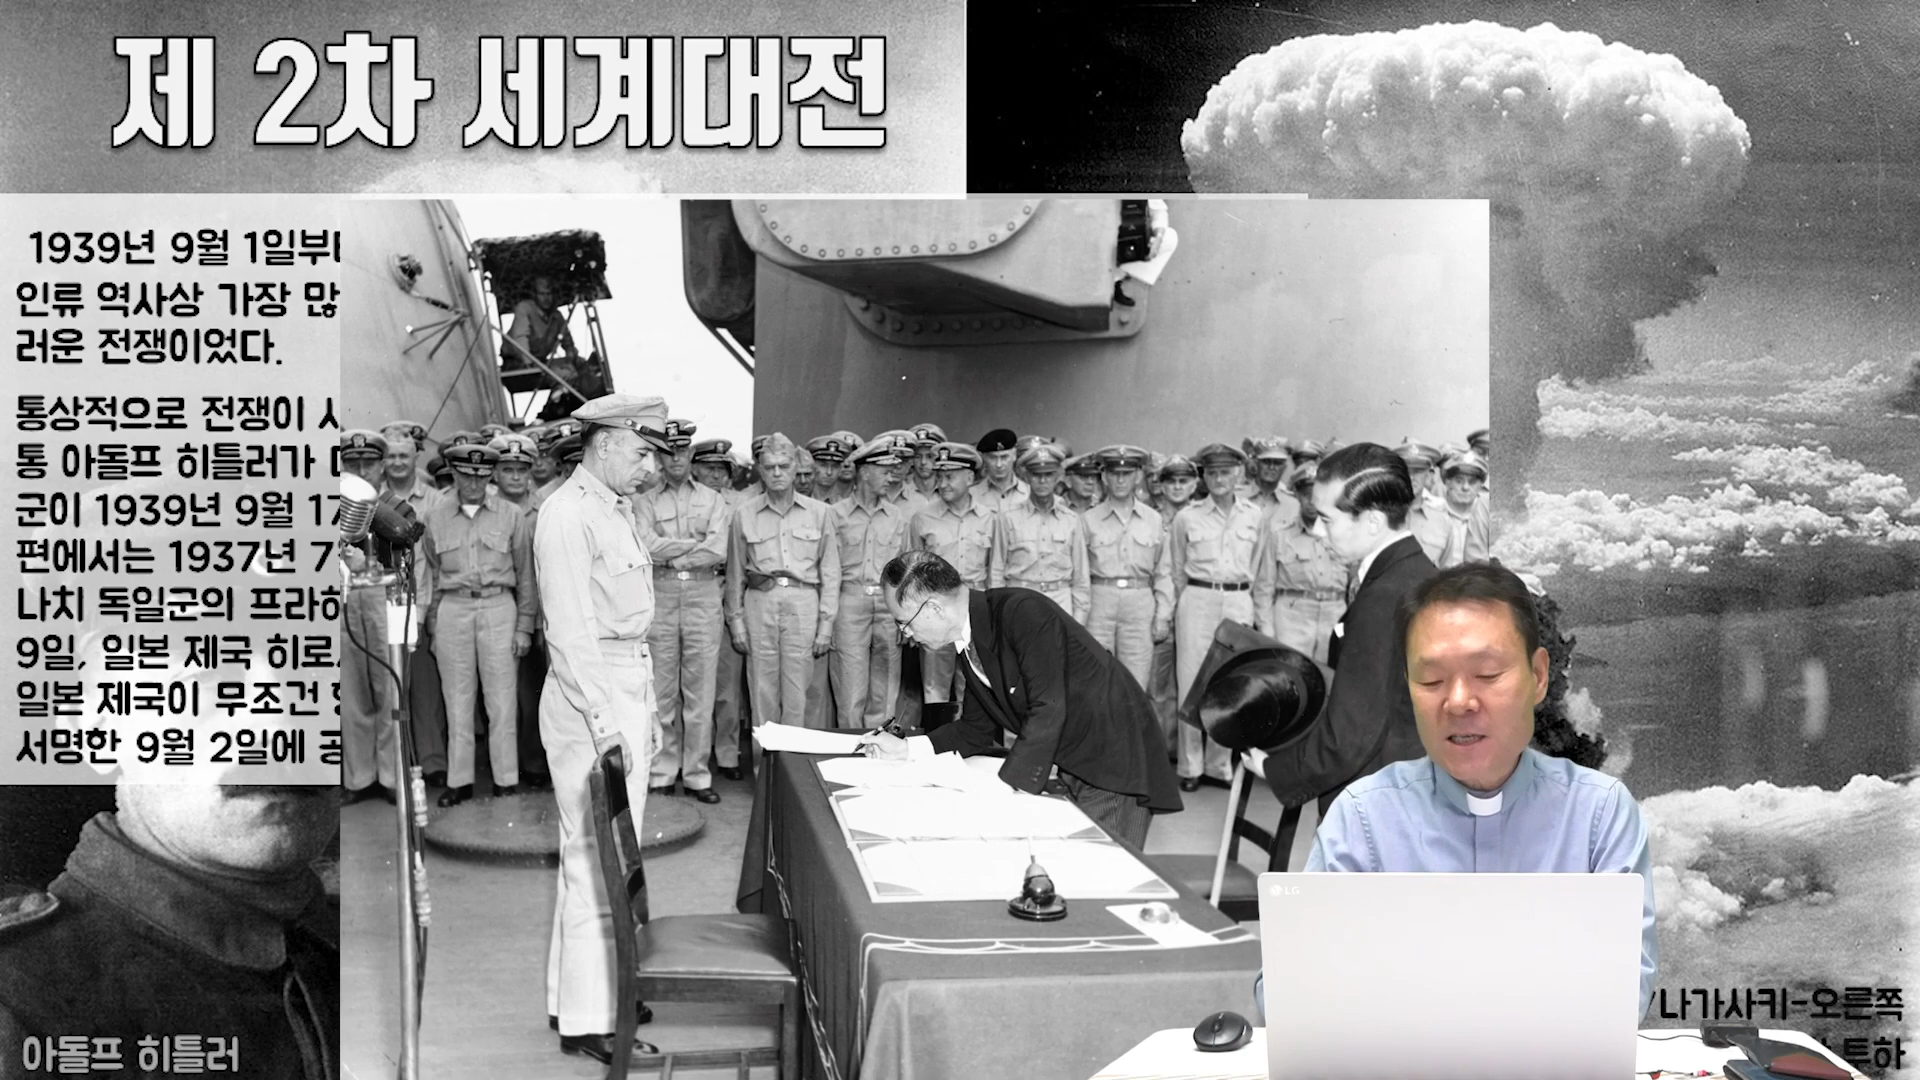 제 2차 세계대전
1939년 9월 1일부터
인류 역사상 가장 많
러운 전쟁이었다.
통상적으로 전쟁이 시
통 아돌프 히틀러가
군이 1939년 9월 17
편에서는 1937년 7
나치 독일군의 프라하
9일, 일본 제국 히로
일본 제국이 무조건
서명한 9월 2일에 공
아돌프 히틀러
LG
/나가사키-오른쪽
투하